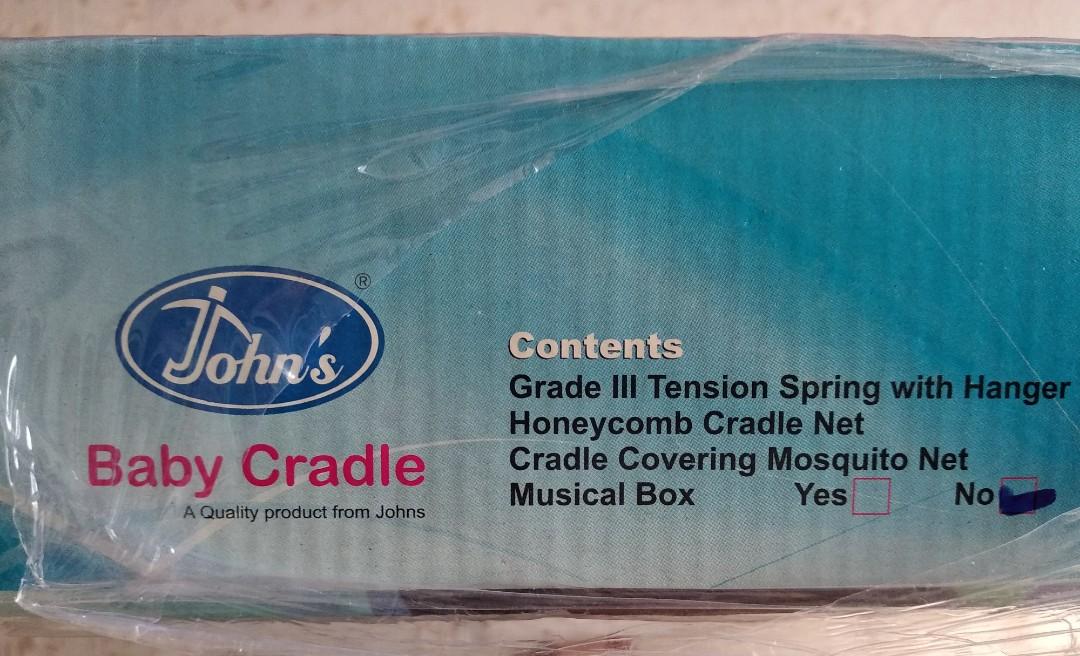 John's ®
Baby Cradle
A Quality product from Johns
Contents
Grade III Tension Spring with Hanger
Honeycomb Cradle Net
Cradle Covering Mosquito Net
Musical Box Yes No